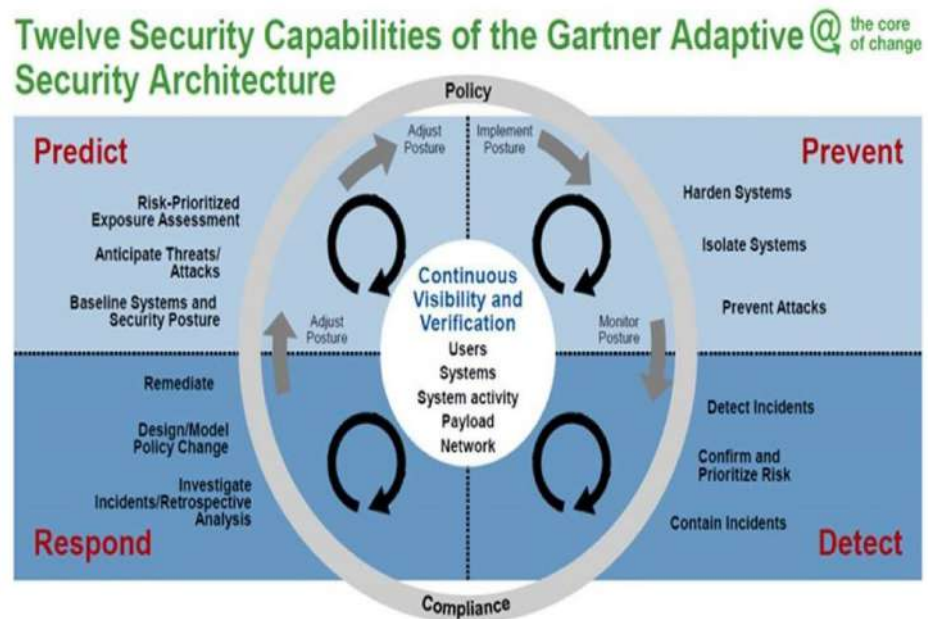 Twelve Security Capabilities of the Gartner Adaptive
Security Architecture
@ the core
of change
Policy
Predict
Adjust
Posture
Implement
Posture
Prevent
Risk-Prioritized
Exposure Assessment
Anticipate Threats/
Attacks
Baseline Systems and
Security Posture
Adjust
Posture
Continuous
Visibility and
Verification
Users
Systems
System activity
Payload
Network
Harden Systems
Isolate Systems
Prevent Attacks
Monitor
Posture
Remediate
Design/Model
Policy Change
Investigate
Incidents/Retrospective
Analysis
Respond
Detect Incidents
Confirm and
Prioritize Risk
Contain Incidents
Detect
Compliance